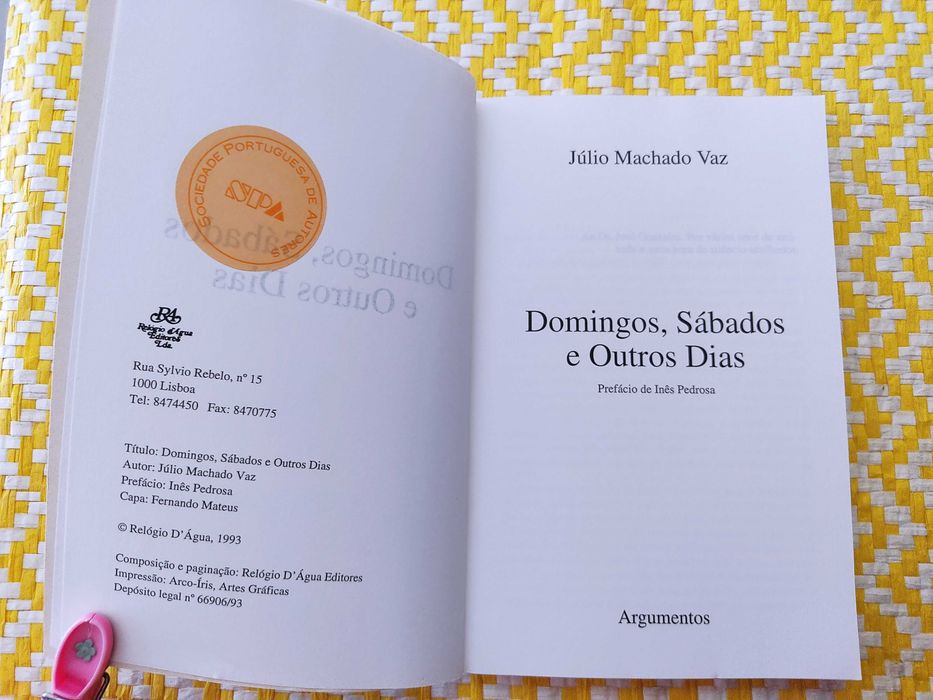 SOCIEDADE PORTUGUESA DE AUTORES
SPA
RA
Relógio d'Água
Editores
Lda.
Rua Sylvio Rebelo, nº 15
1000 Lisboa
Tel: 8474450 Fax: 8470775
Título: Domingos, Sábados e Outros Dias
Autor: Júlio Machado Vaz
Prefácio: Inês Pedrosa
Capa: Fernando Mateus
© Relógio D'Água, 1993
Composição e paginação: Relógio D'Água Editores
Impressão: Arco-Íris, Artes Gráficas
Depósito legal nº 66906/93
Júlio Machado Vaz
Domingos, Sábados
e Outros Dias
Prefácio de Inês Pedrosa
Argumentos